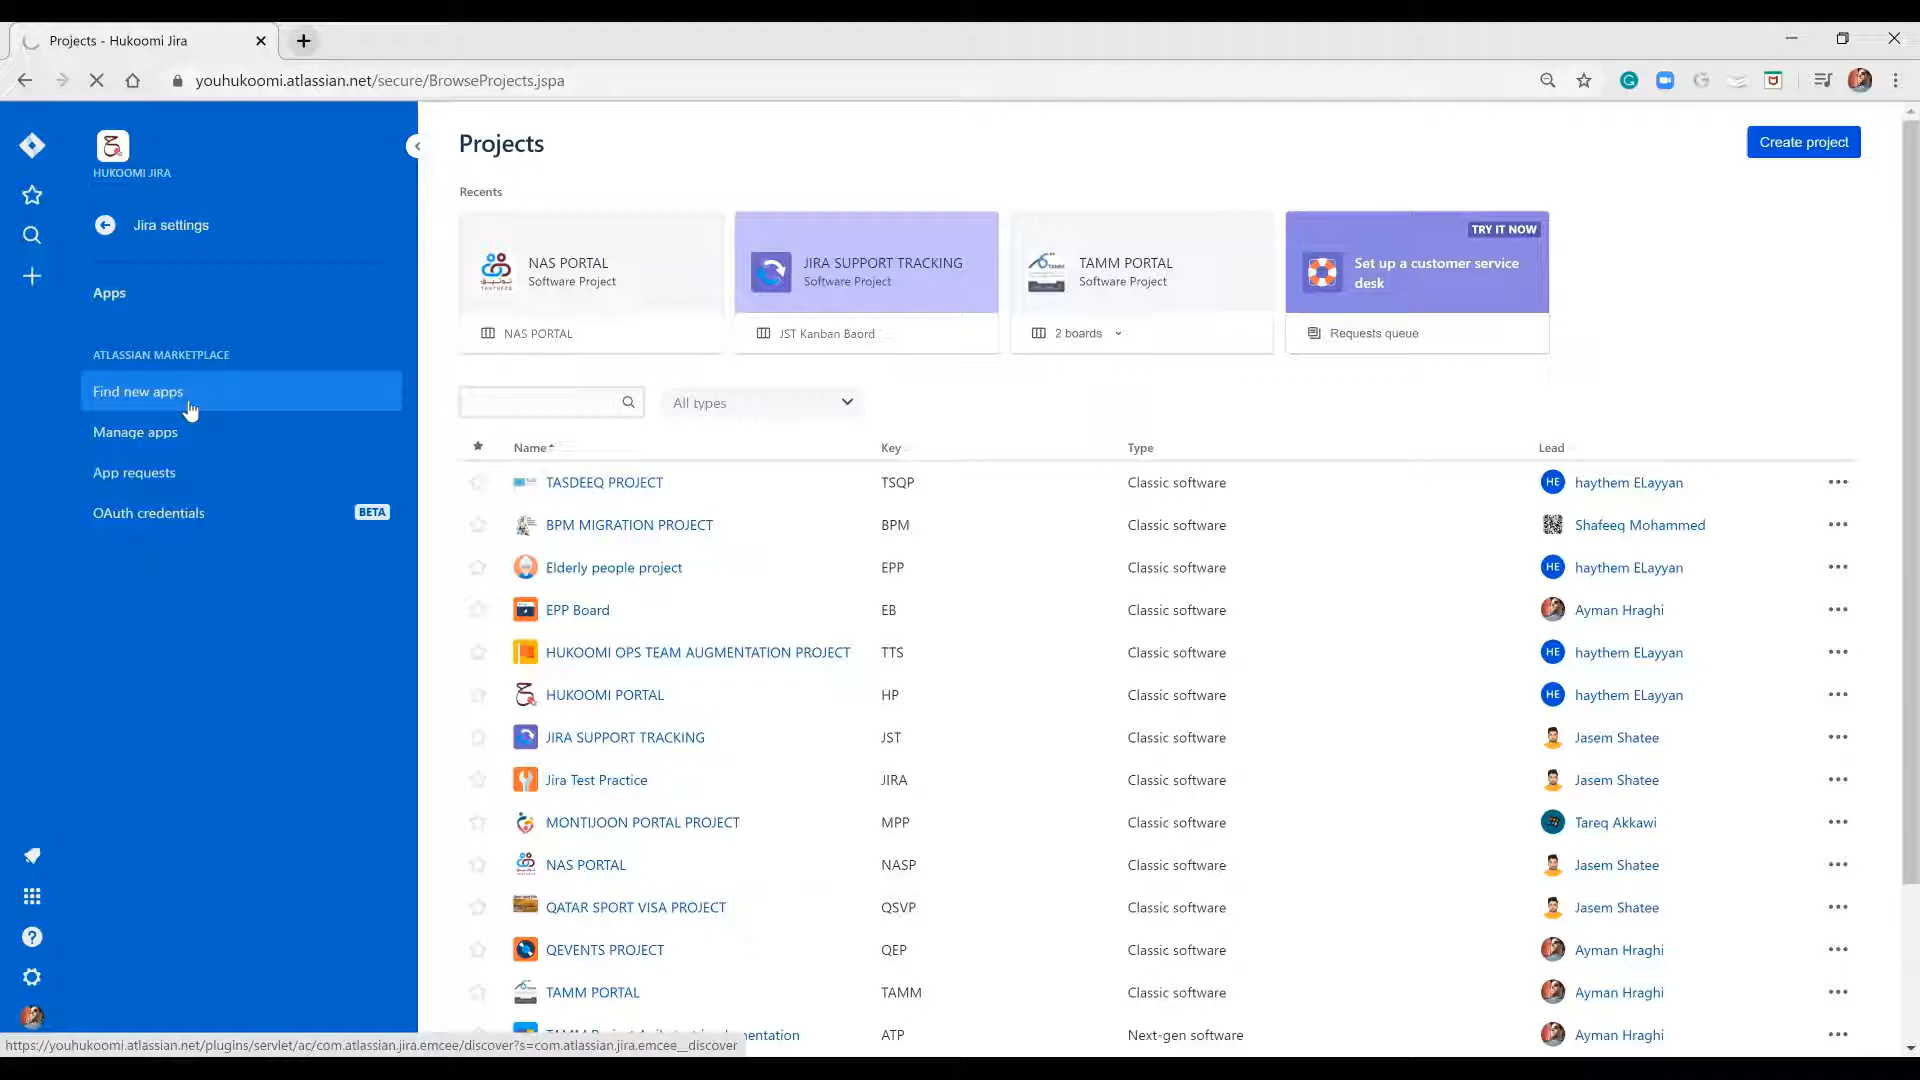 Projects - Hukoomi Jira
youhukoomi.atlassian.net/secure/BrowseProjects.jspa
HUKOOMI JIRA
Jira settings
Apps
ATLASSIAN MARKETPLACE
Find new apps
Manage apps
App requests
OAuth credentials BETA
Projects
Create project
Recents
NAS PORTAL
Software Project
NAS PORTAL
JIRA SUPPORT TRACKING
Software Project
JST Kanban Baord
TAMM PORTAL
Software Project
2 boards
TRY IT NOW
Set up a customer service
desk
Requests queue
All types
Name Key Type Lead
TASDEEQ PROJECT TSQP Classic software HE haythem ELayyan
BPM MIGRATION PROJECT BPM Classic software Shafeeq Mohammed
Elderly people project EPP Classic software HE haythem ELayyan
EPP Board EB Classic software Ayman Hraghi
HUKOOMI OPS TEAM AUGMENTATION PROJECT TTS Classic software HE haythem ELayyan
HUKOOMI PORTAL HP Classic software HE haythem ELayyan
JIRA SUPPORT TRACKING JST Classic software Jasem Shatee
Jira Test Practice JIRA Classic software Jasem Shatee
MONTIJOON PORTAL PROJECT MPP Classic software Tareq Akkawi
NAS PORTAL NASP Classic software Jasem Shatee
QATAR SPORT VISA PROJECT QSVP Classic software Jasem Shatee
QEVENTS PROJECT QEP Classic software Ayman Hraghi
TAMM PORTAL TAMM Classic software Ayman Hraghi
ATP Next-gen software Ayman Hraghi
https://youhukoomi.atlassian.net/plugins/servlet/ac/com.atlassian.jira.emcee/discover?s=com.atlassian.jira.emcee__discover